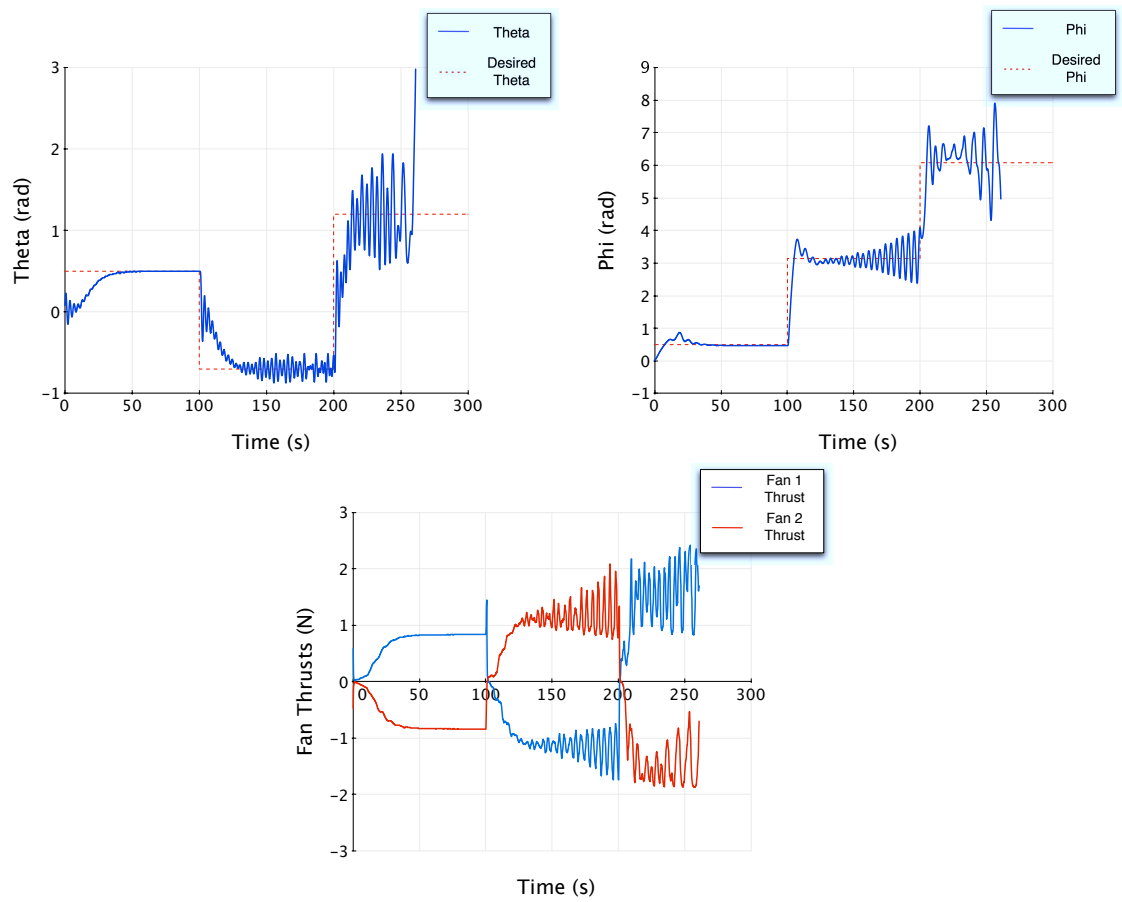 Theta
Desired
Theta
3
2
1
0
−1
0 50 100 150 200 250 300
Theta (rad)
Time (s)
Phi
Desired
Phi
9
8
7
6
5
4
3
2
1
0
−1
0 50 100 150 200 250 300
Phi (rad)
Time (s)
Fan 1
Thrust
Fan 2
Thrust
3
2
1
0
−1
−2
−3
0 50 100 150 200 250 300
Fan Thrusts (N)
Time (s)